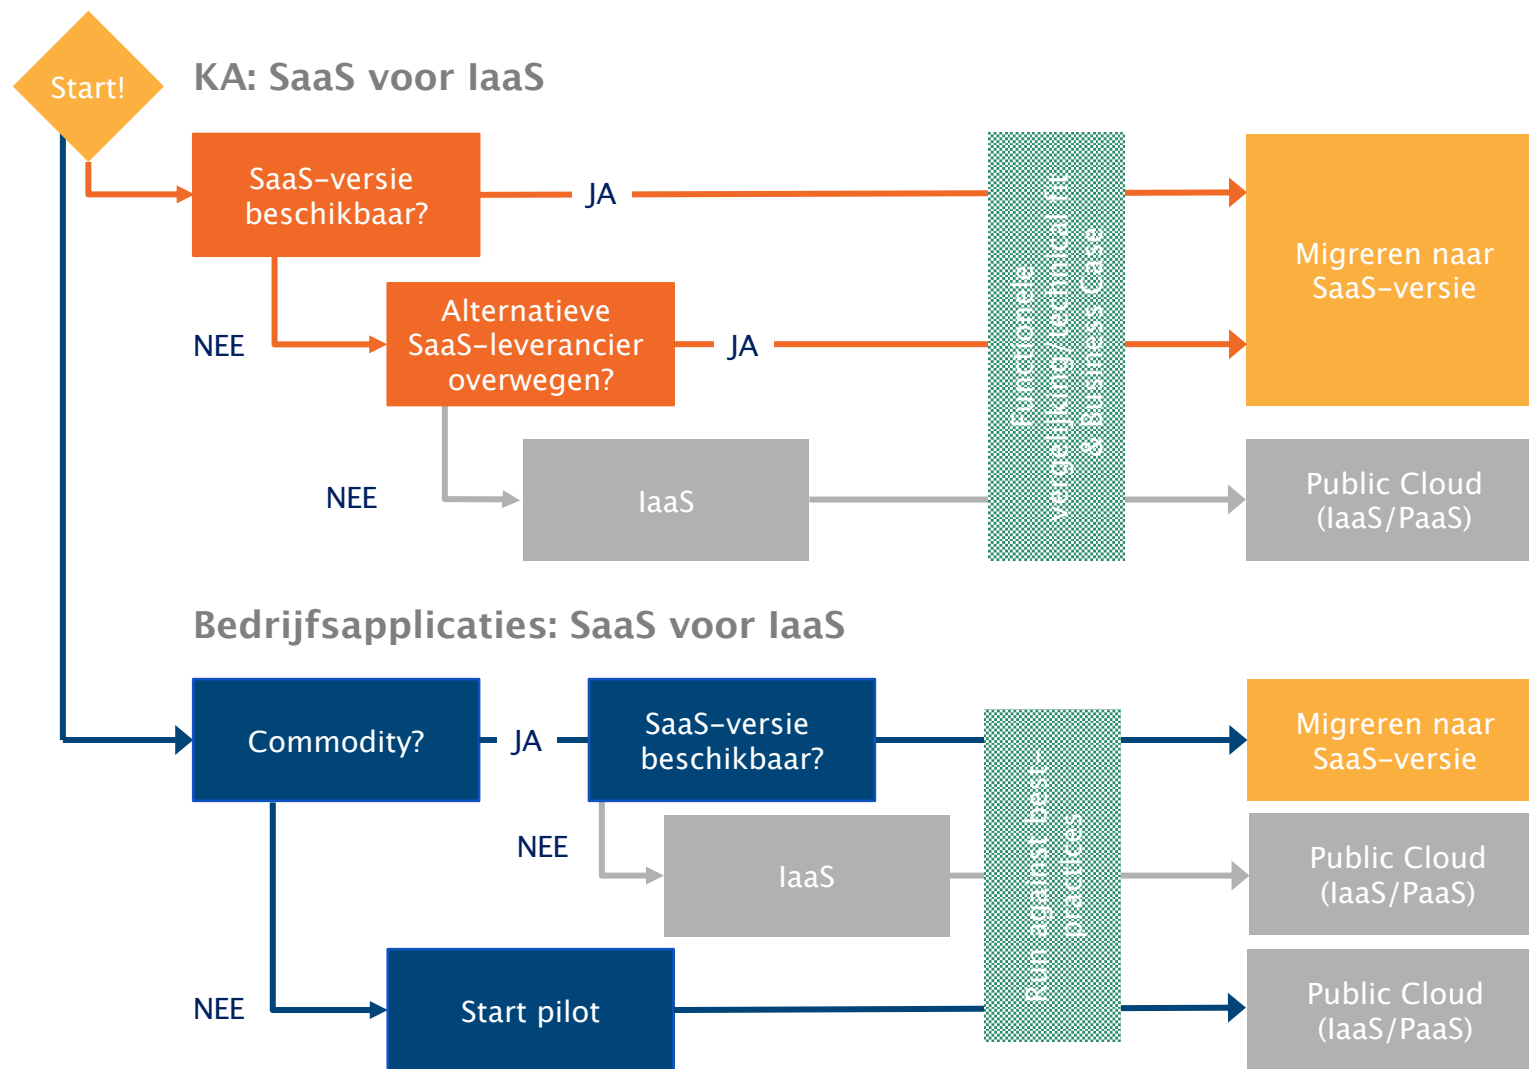 Start!
KA: SaaS voor IaaS
SaaS-versie
beschikbaar?
JA
NEE
Alternatieve
SaaS-leverancier
overwegen?
JA
NEE
IaaS
Functionele
vergelijking/technical fit
& Business Case
Migreren naar
SaaS-versie
Public Cloud
(IaaS/PaaS)
Bedrijfsapplicaties: SaaS voor IaaS
Commodity?
JA
SaaS-versie
beschikbaar?
NEE
IaaS
NEE
Start pilot
Run against best-
practices
Migreren naar
SaaS-versie
Public Cloud
(IaaS/PaaS)
Public Cloud
(IaaS/PaaS)